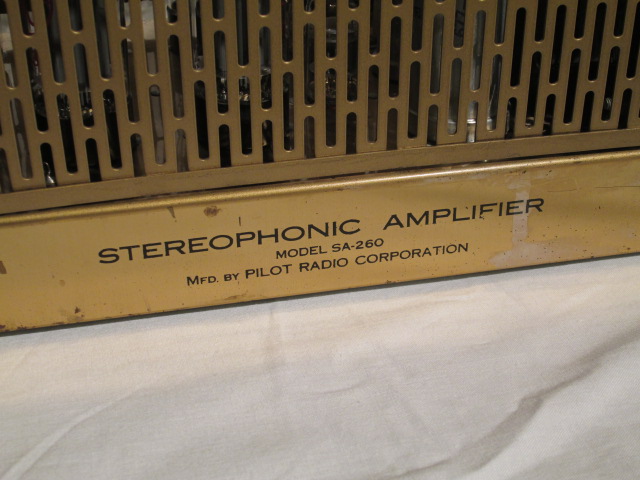 STEREOPHONIC AMPLIFIER
MODEL SA-260
MFD. BY PILOT RADIO CORPORATION